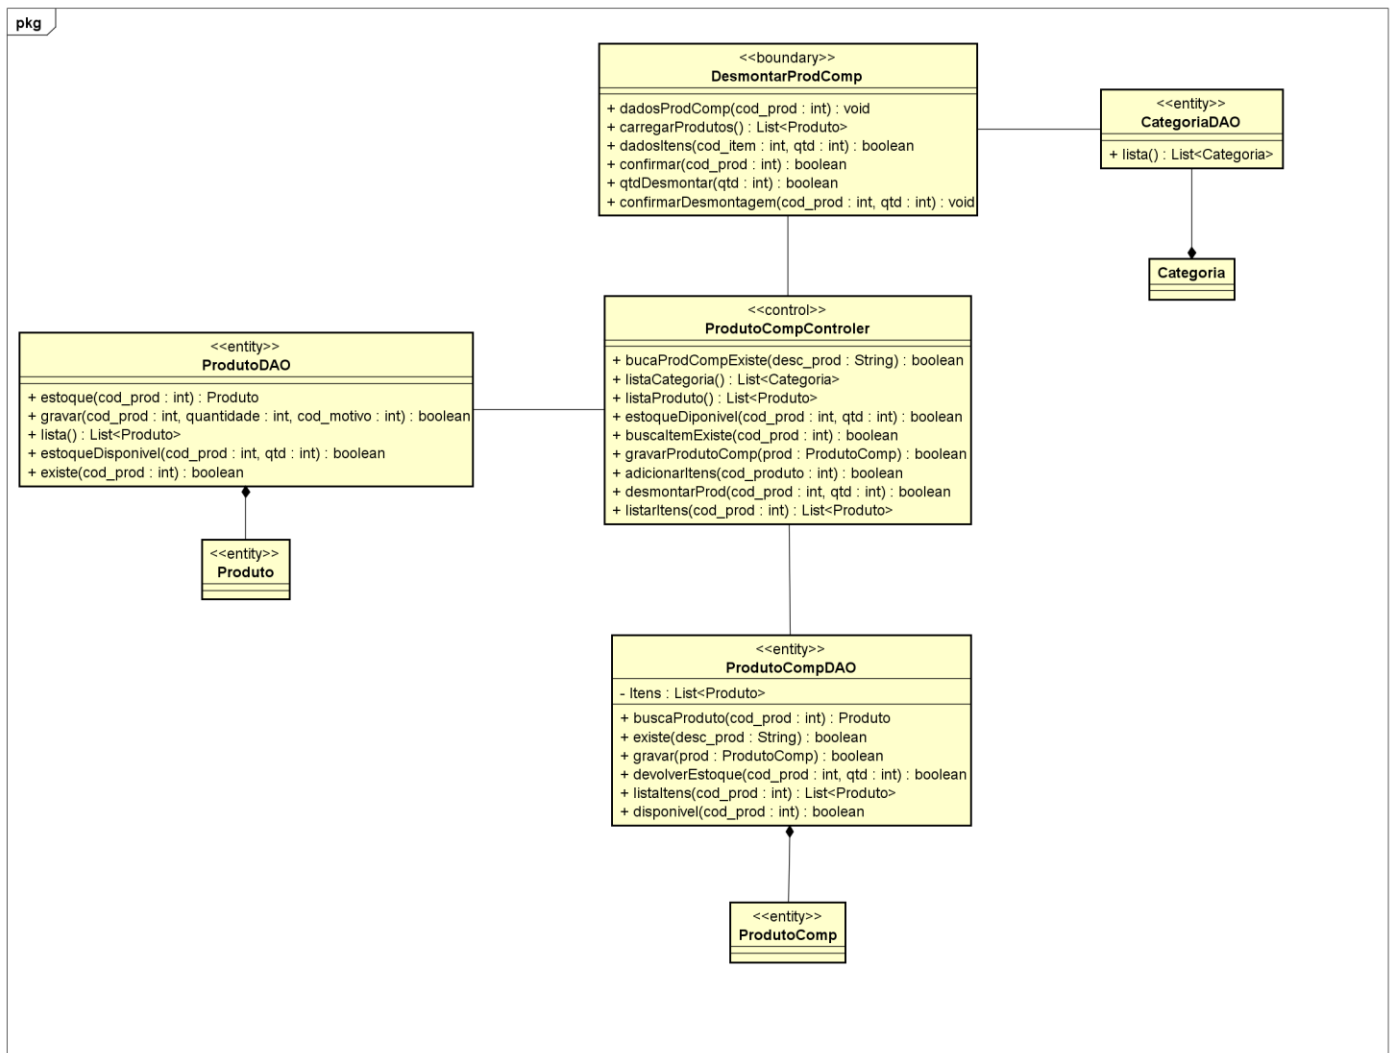 pkg
<<boundary>>
DesmontarProdComp
+ dadosProdComp(cod_prod : int) : void
+ carregarProdutos() : List<Produto>
+ dadosItens(cod_item : int, qtd : int) : boolean
+ confirmar(cod_prod : int) : boolean
+ qtdDesmontar(qtd : int) : boolean
+ confirmarDesmontagem(cod_prod : int, qtd : int) : void
<<entity>>
CategoriaDAO
+ lista() : List<Categoria>
Categoria
<<control>>
ProdutoCompControler
+ bucaProdCompExiste(desc_prod : String) : boolean
+ listaCategoria() : List<Categoria>
+ listaProduto() : List<Produto>
+ estoqueDiponivel(cod_prod : int, qtd : int) : boolean
+ buscaItemExiste(cod_prod : int) : boolean
+ gravarProdutoComp(prod : ProdutoComp) : boolean
+ adicionarItens(cod_produto : int) : boolean
+ desmontarProd(cod_prod : int, qtd : int) : boolean
+ listarItens(cod_prod : int) : List<Produto>
<<entity>>
ProdutoDAO
+ estoque(cod_prod : int) : Produto
+ gravar(cod_prod : int, quantidade : int, cod_motivo : int) : boolean
+ lista() : List<Produto>
+ estoqueDisponivel(cod_prod : int, qtd : int) : boolean
+ existe(cod_prod : int) : boolean
<<entity>>
Produto
<<entity>>
ProdutoCompDAO
- Itens : List<Produto>
+ buscaProduto(cod_prod : int) : Produto
+ existe(desc_prod : String) : boolean
+ gravar(prod : ProdutoComp) : boolean
+ devolverEstoque(cod_prod : int, qtd : int) : boolean
+ listaItens(cod_prod : int) : List<Produto>
+ disponivel(cod_prod : int) : boolean
<<entity>>
ProdutoComp